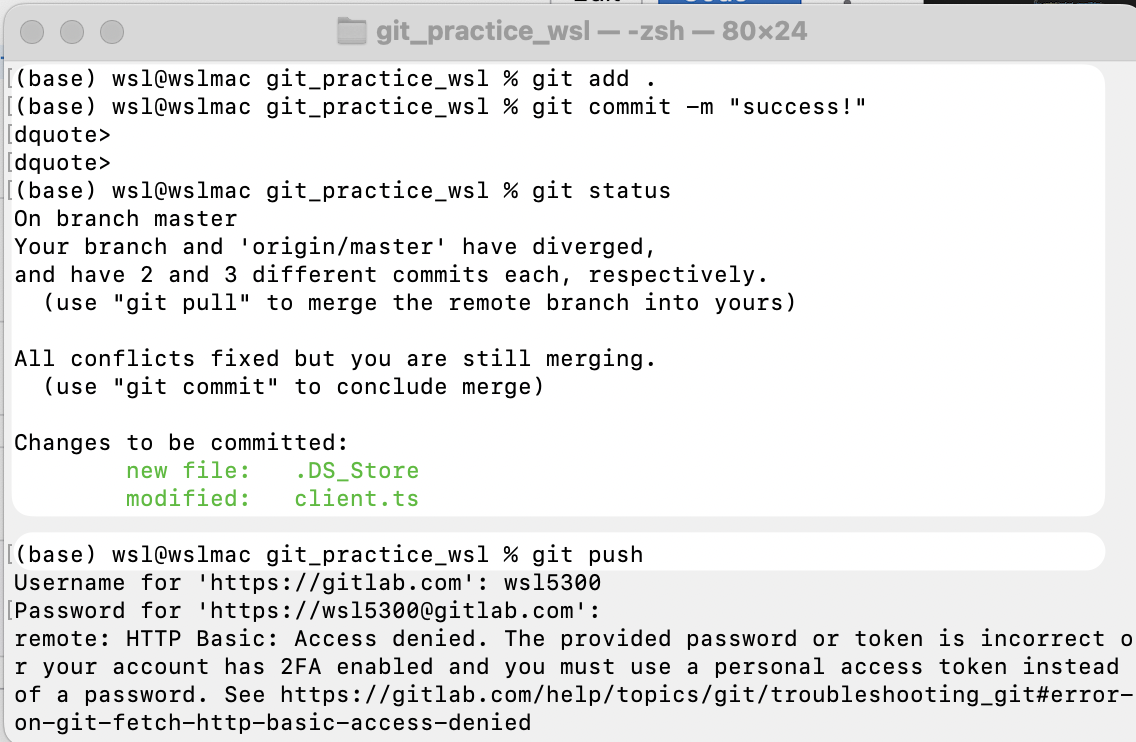 git_practice_wsl — -zsh — 80×24
[(base) wsl@wslmac git_practice_wsl % git add .
[(base) wsl@wslmac git_practice_wsl % git commit -m "success!"
[dquote>
[dquote>
[(base) wsl@wslmac git_practice_wsl % git status
On branch master
Your branch and 'origin/master' have diverged,
and have 2 and 3 different commits each, respectively.
  (use "git pull" to merge the remote branch into yours)

All conflicts fixed but you are still merging.
  (use "git commit" to conclude merge)

Changes to be committed:
        new file:   .DS_Store
        modified:   client.ts

[(base) wsl@wslmac git_practice_wsl % git push
Username for 'https://gitlab.com': wsl5300
[Password for 'https://wsl5300@gitlab.com':
remote: HTTP Basic: Access denied. The provided password or token is incorrect o
r your account has 2FA enabled and you must use a personal access token instead
of a password. See https://gitlab.com/help/topics/git/troubleshooting_git#error-
on-git-fetch-http-basic-access-denied